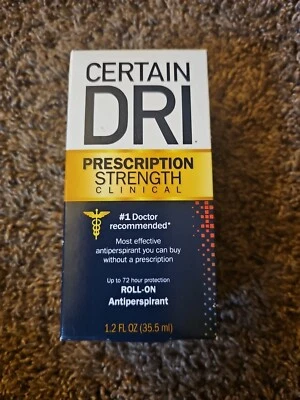 CERTAIN
DRI
PRESCRIPTION
STRENGTH
CLINICAL
#1 Doctor
recommended*
Most effective
antiperspirant you can buy
without a prescription
Up to 72 hour protection
ROLL-ON
Antiperspirant
1.2 FL OZ (35.5 ml)